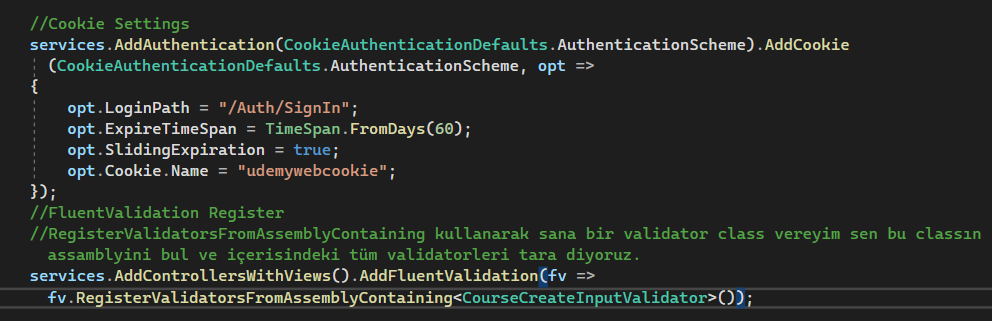 //Cookie Settings
services.AddAuthentication(CookieAuthenticationDefaults.AuthenticationScheme).AddCookie
(CookieAuthenticationDefaults.AuthenticationScheme, opt =>
{
opt.LoginPath = "/Auth/SignIn";
opt.ExpireTimeSpan = TimeSpan.FromDays(60);
opt.SlidingExpiration = true;
opt.Cookie.Name = "udemywebcookie";
});
//FluentValidation Register
//RegisterValidatorsFromAssemblyContaining kullanarak sana bir validator class vereyim sen bu classın
assamblyini bul ve içerisindeki tüm validatorleri tara diyoruz.
services.AddControllersWithViews().AddFluentValidation(fv =>
fv.RegisterValidatorsFromAssemblyContaining<CourseCreateInputValidator>());